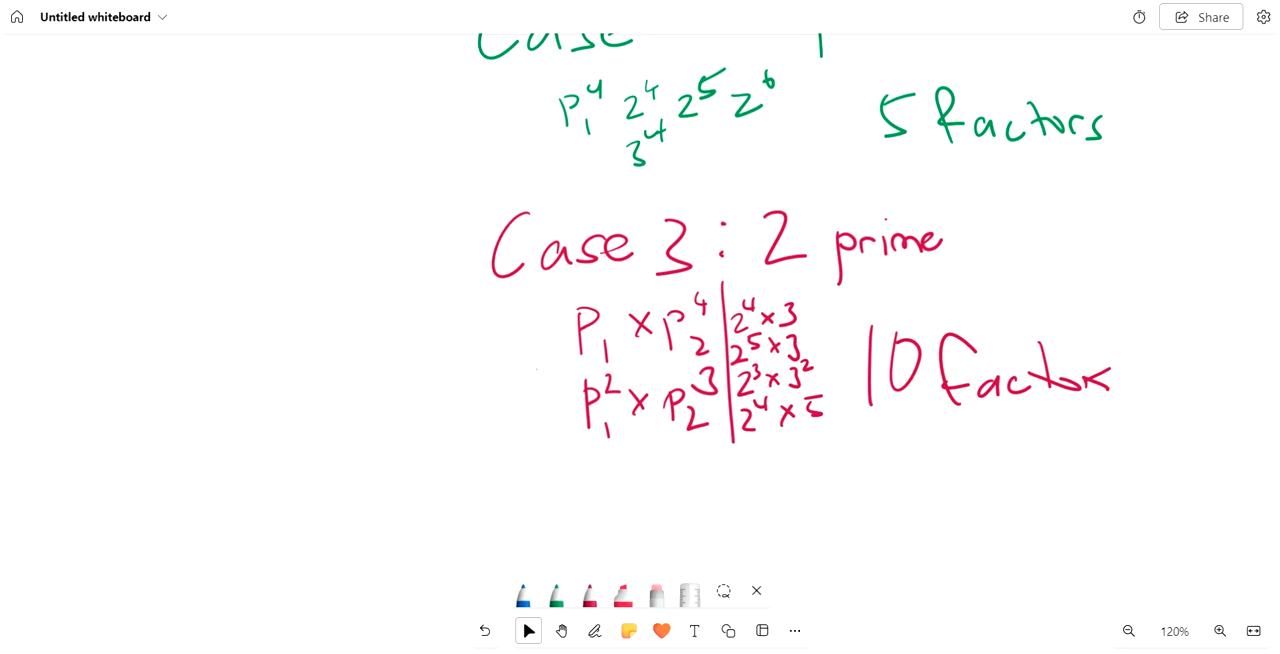 Untitled whiteboard
Share
Case
p₁⁴ 2⁴ 2⁵ 2⁶
3⁴
5 factors
Case 3 : 2 prime
p₁ × p₂⁴ | 2⁴ × 3
2⁵ × 3
p₁² × p₂³ | 2³ × 3²
2⁴ × 5
10 factor
T
120%